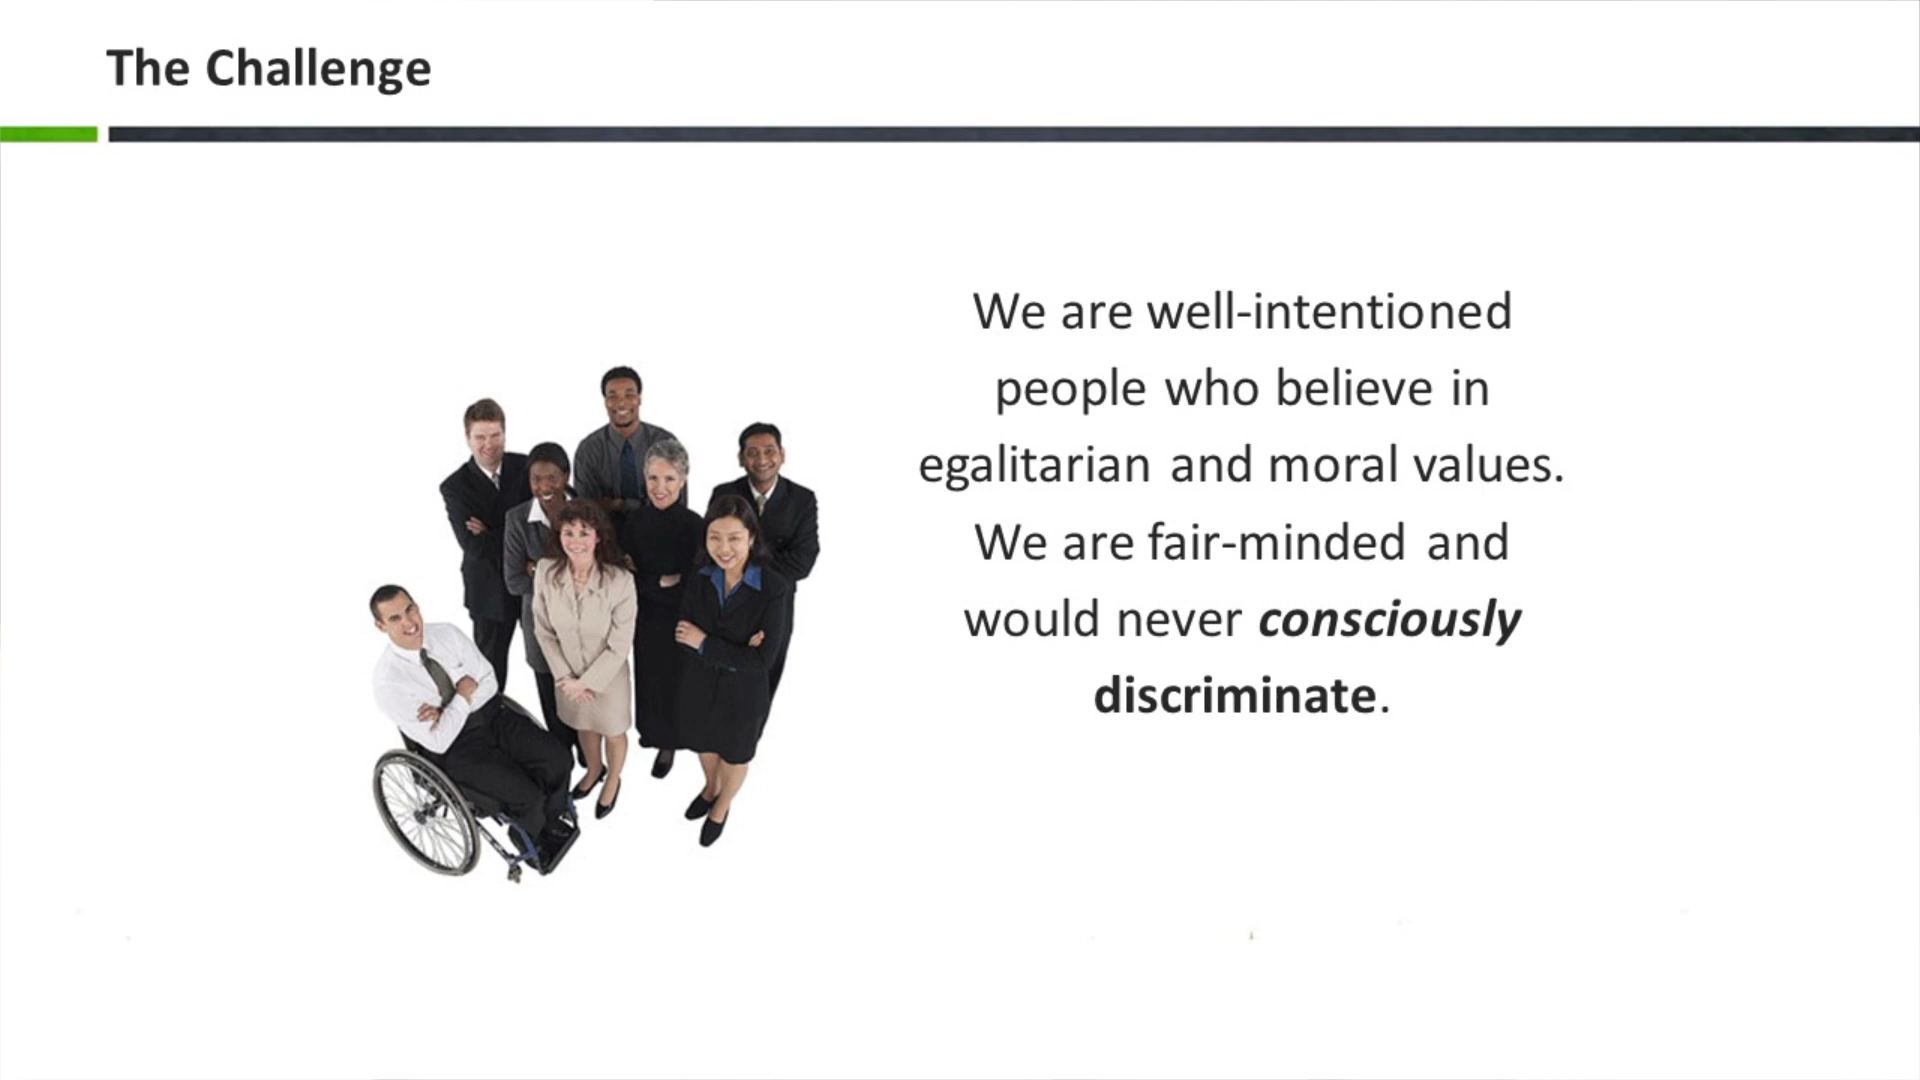 The Challenge
We are well-intentioned
people who believe in
egalitarian and moral values.
We are fair-minded and
would never consciously
discriminate.